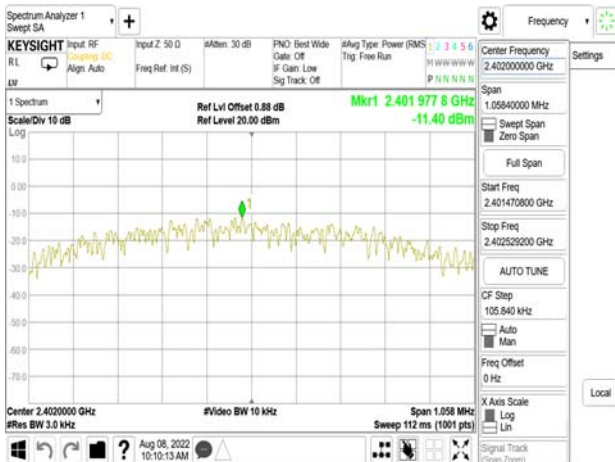 Spectrum Analyzer 1
Swept SA
Frequency
KEYSIGHT
RL
Input: RF
Coupling: DC
Align: Auto
Input Z: 50 Ω
Freq Ref: Int (S)
#Atten: 30 dB
PNO: Best Wide
Gate: Off
IF Gain: Low
Sig Track: Off
#Avg Type: Power (RMS
Trig: Free Run
1 2 3 4 5 6
M W W W W W
P N N N N N
1 Spectrum
Scale/Div 10 dB
Log
Ref Lvl Offset 0.88 dB
Ref Level 20.00 dBm
Mkr1 2.401 977 8 GHz
-11.40 dBm
10.0
0.00
-10.0
-20.0
-30.0
-40.0
-50.0
-60.0
-70.0
1
Center 2.4020000 GHz
#Res BW 3.0 kHz
#Video BW 10 kHz
Span 1.058 MHz
Sweep 112 ms (1001 pts)
Aug 08, 2022
10:10:13 AM
Center Frequency
2.402000000 GHz
Span
1.05840000 MHz
Swept Span
Zero Span
Full Span
Start Freq
2.401470800 GHz
Stop Freq
2.402529200 GHz
AUTO TUNE
CF Step
105.840 kHz
Auto
Man
Freq Offset
0 Hz
X Axis Scale
Log
Lin
Signal Track
(Span Zoom)
Settings
Local